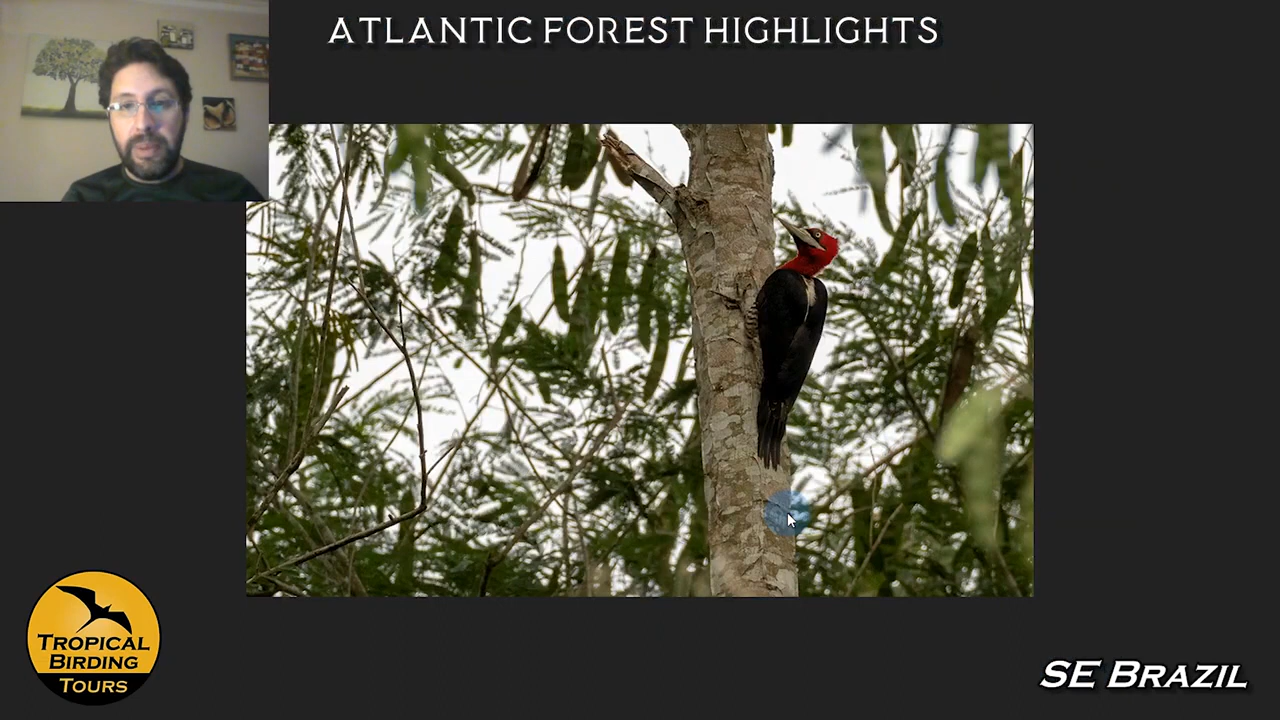 ATLANTIC FOREST HIGHLIGHTS
TROPICAL
BIRDING
TOURS
SE BRAZIL